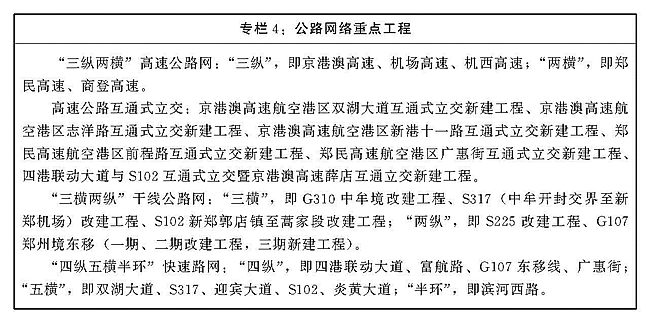 专栏 4：公路网络重点工程
“三纵两横”高速公路网：“三纵”，即京港澳高速、机场高速、机西高速；“两横”，即郑
民高速、商登高速。
高速公路互通式立交：京港澳高速航空港区双湖大道互通式立交新建工程、京港澳高速航
空港区志洋路互通式立交新建工程、京港澳高速航空港区新港十一路互通式立交新建工程、郑
民高速航空港区前程路互通式立交新建工程、郑民高速航空港区广惠街互通式立交新建工程、
四港联动大道与 S102 互通式立交暨京港澳高速薛店互通立交新建工程。
“三横两纵”干线公路网：“三横”，即 G310 中牟境改建工程、S317（中牟开封交界至新
郑机场）改建工程、S102 新郑郭店镇至蒿家段改建工程；“两纵”，即 S225 改建工程、G107
郑州境东移（一期、二期改建工程，三期新建工程）。
“四纵五横半环”快速路网：“四纵”，即四港联动大道、富航路、G107 东移线、广惠街；
“五横”，即双湖大道、S317、迎宾大道、S102、炎黄大道；“半环”，即滨河西路。